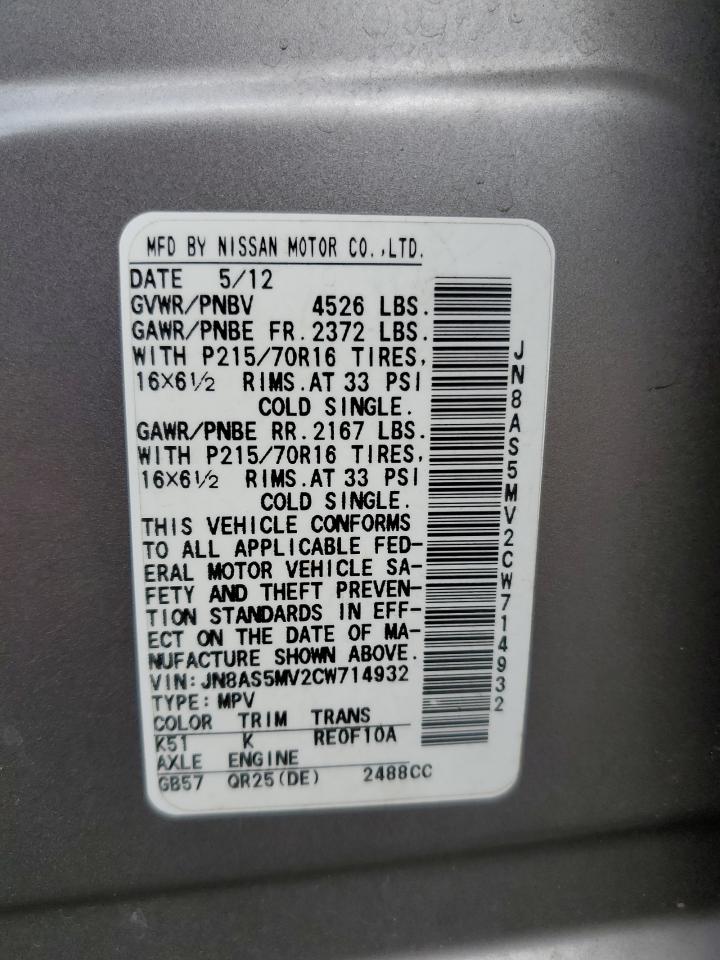 MFD BY NISSAN MOTOR CO.,LTD.
DATE 5/12
GVWR/PNBV 4526 LBS.
GAWR/PNBE FR.2372 LBS.
WITH P215/70R16 TIRES,
16×6½ RIMS.AT 33 PSI
COLD SINGLE.
GAWR/PNBE RR.2167 LBS.
WITH P215/70R16 TIRES,
16×6½ RIMS.AT 33 PSI
COLD SINGLE.
THIS VEHICLE CONFORMS
TO ALL APPLICABLE FED-
ERAL MOTOR VEHICLE SA-
FETY AND THEFT PREVEN-
TION STANDARDS IN EFF-
ECT ON THE DATE OF MA-
NUFACTURE SHOWN ABOVE.
VIN:JN8AS5MV2CW714932
TYPE:MPV
COLOR TRIM TRANS
K51 K RE0F10A
AXLE ENGINE
GB57 QR25(DE) 2488CC
JN8AS5MV2CW714932